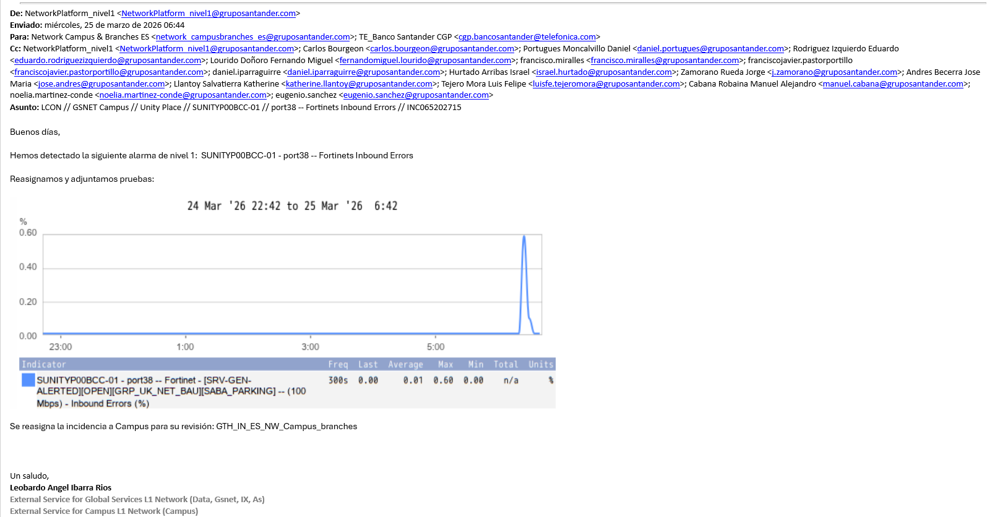 De: NetworkPlatform_nivel1 <NetworkPlatform_nivel1@gruposantander.com>
Enviado: miércoles, 25 de marzo de 2026 06:44
Para: Network Campus & Branches ES <network_campusbranches_es@gruposantander.com>; TE_Banco Santander CGP <cgp.bancosantander@telefonica.com>
Cc: NetworkPlatform_nivel1 <NetworkPlatform_nivel1@gruposantander.com>; Carlos Bourgeon <carlos.bourgeon@gruposantander.com>; Portugues Moncalvillo Daniel <daniel.portugues@gruposantander.com>; Rodriguez Izquierdo Eduardo
<eduardo.rodriguezizquierdo@gruposantander.com>; Lourido Doñoro Fernando Miguel <fernandomiguel.lourido@gruposantander.com>; francisco.miralles <francisco.miralles@gruposantander.com>; franciscojavier.pastorportillo
<franciscojavier.pastorportillo@gruposantander.com>; daniel.iparraguirre <daniel.iparraguirre@gruposantander.com>; Hurtado Arribas Israel <israel.hurtado@gruposantander.com>; Zamorano Rueda Jorge <j.zamorano@gruposantander.com>; Andres Becerra Jose
Maria <jose.andres@gruposantander.com>; Llantoy Salvatierra Katherine <katherine.llantoy@gruposantander.com>; Tejero Mora Luis Felipe <luisfe.tejeromora@gruposantander.com>; Cabana Robaina Manuel Alejandro <manuel.cabana@gruposantander.com>;
noelia.martinez-conde <noelia.martinez-conde@gruposantander.com>; eugenio.sanchez <eugenio.sanchez@gruposantander.com>
Asunto: LCON // GSNET Campus // Unity Place // SUNITYP00BCC-01 // port38 -- Fortinets Inbound Errors // INC065202715
Buenos días,
Hemos detectado la siguiente alarma de nivel 1:  SUNITYP00BCC-01 - port38 -- Fortinets Inbound Errors
Reasignamos y adjuntamos pruebas:
24 Mar '26 22:42 to 25 Mar '26  6:42
%
0.60
0.40
0.20
0.00
23:00 1:00 3:00 5:00
Indicator Freq Last Average Max Min Total Units
SUNITYP00BCC-01 - port38 -- Fortinet - [SRV-GEN- 300s 0.00 0.01 0.60 0.00 n/a %
ALERTED][OPEN][GRP_UK_NET_BAU][SABA_PARKING] -- (100
Mbps) - Inbound Errors (%)
Se reasigna la incidencia a Campus para su revisión: GTH_IN_ES_NW_Campus_branches
Un saludo,
Leobardo Angel Ibarra Rios
External Service for Global Services L1 Network (Data, Gsnet, IX, As)
External Service for Campus L1 Network (Campus)